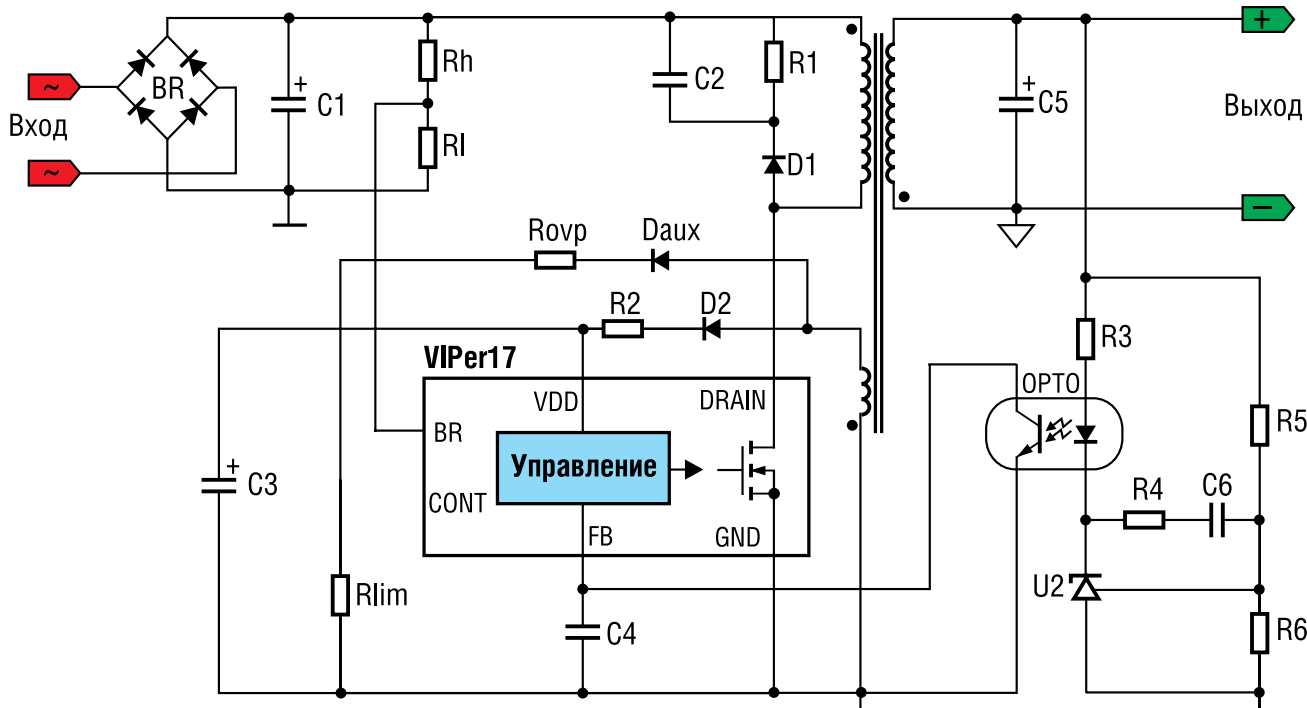 +
Rh
R1
C2
~
BR
+
C1
+
C5
Вход
Выход
Rl
D1
~
−
Rovp
Daux
R2
D2
R3
VIPer17
OPTO
VDD
DRAIN
BR
R5
Управление
+
C3
R4
C6
CONT
FB
GND
U2
Rlim
C4
R6